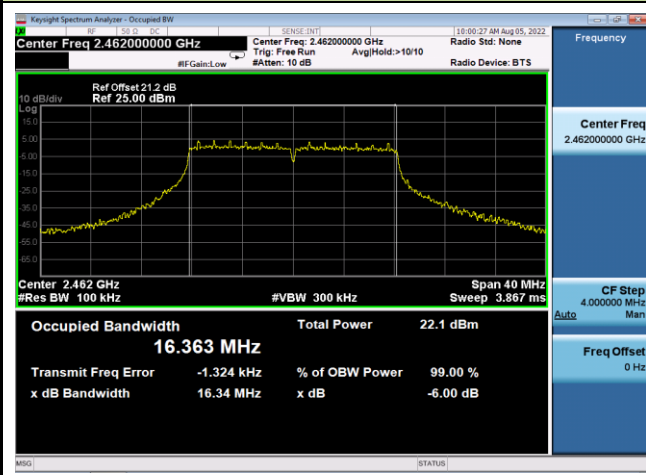 Keysight Spectrum Analyzer - Occupied BW
RF 50 Ω DC SENSE:INT 10:00:27 AM Aug 05, 2022
Center Freq 2.462000000 GHz
Center Freq: 2.462000000 GHz Radio Std: None
Trig: Free Run Avg|Hold:>10/10
#IFGain:Low #Atten: 10 dB Radio Device: BTS
Frequency
Ref Offset 21.2 dB
10 dB/div Ref 25.00 dBm
Log
15.0
5.00
-5.00
-15.0
-25.0
-35.0
-45.0
-55.0
-65.0
Center Freq
2.462000000 GHz
Center 2.462 GHz Span 40 MHz
#Res BW 100 kHz #VBW 300 kHz Sweep 3.867 ms
CF Step
4.000000 MHz
Auto Man
Occupied Bandwidth Total Power 22.1 dBm
16.363 MHz
Transmit Freq Error -1.324 kHz % of OBW Power 99.00 %
x dB Bandwidth 16.34 MHz x dB -6.00 dB
Freq Offset
0 Hz
MSG STATUS